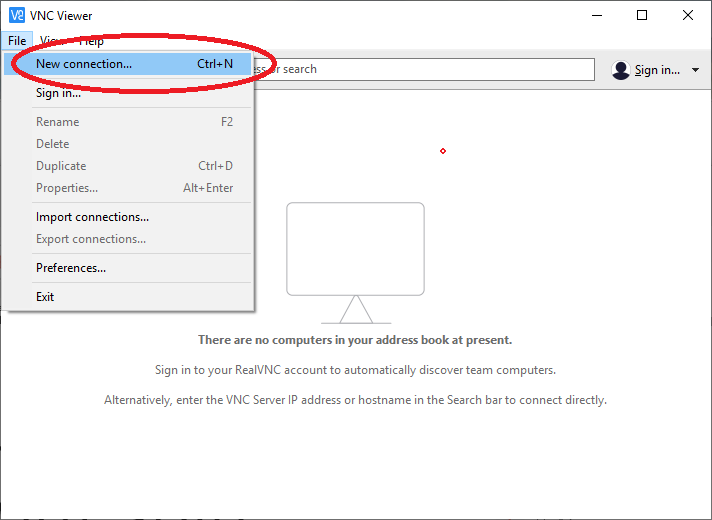 VNC Viewer
File View Help
New connection... Ctrl+N
or search
Sign in...
Sign in...
Rename F2
Delete
Duplicate Ctrl+D
Properties... Alt+Enter
Import connections...
Export connections...
Preferences...
Exit
There are no computers in your address book at present.
Sign in to your RealVNC account to automatically discover team computers.
Alternatively, enter the VNC Server IP address or hostname in the Search bar to connect directly.